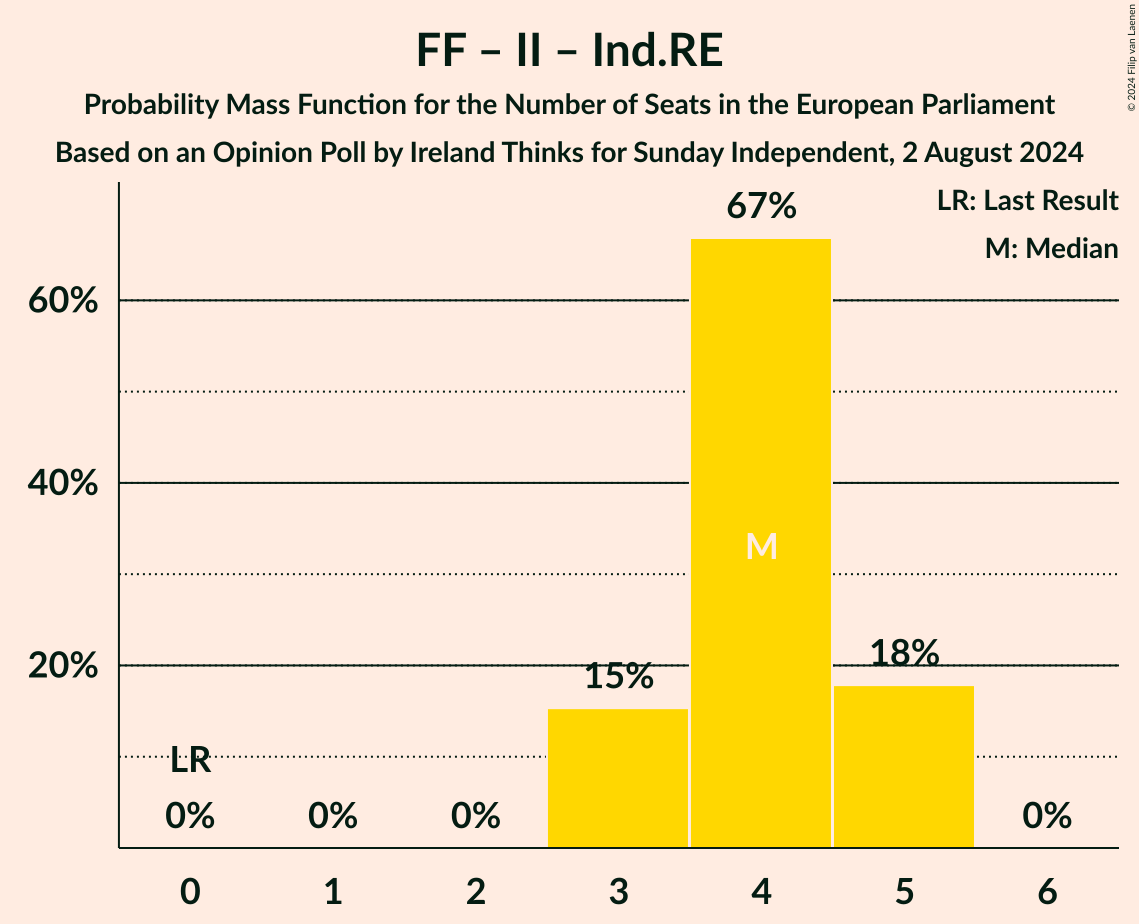 FF – II – Ind.RE
Probability Mass Function for the Number of Seats in the European Parliament
Based on an Opinion Poll by Ireland Thinks for Sunday Independent, 2 August 2024
© 2024 Filip van Laenen
LR: Last Result
M: Median
67%
60%
40%
M
20%
15%
18%
LR
0%
0%
0%
0%
0
1
2
3
4
5
6